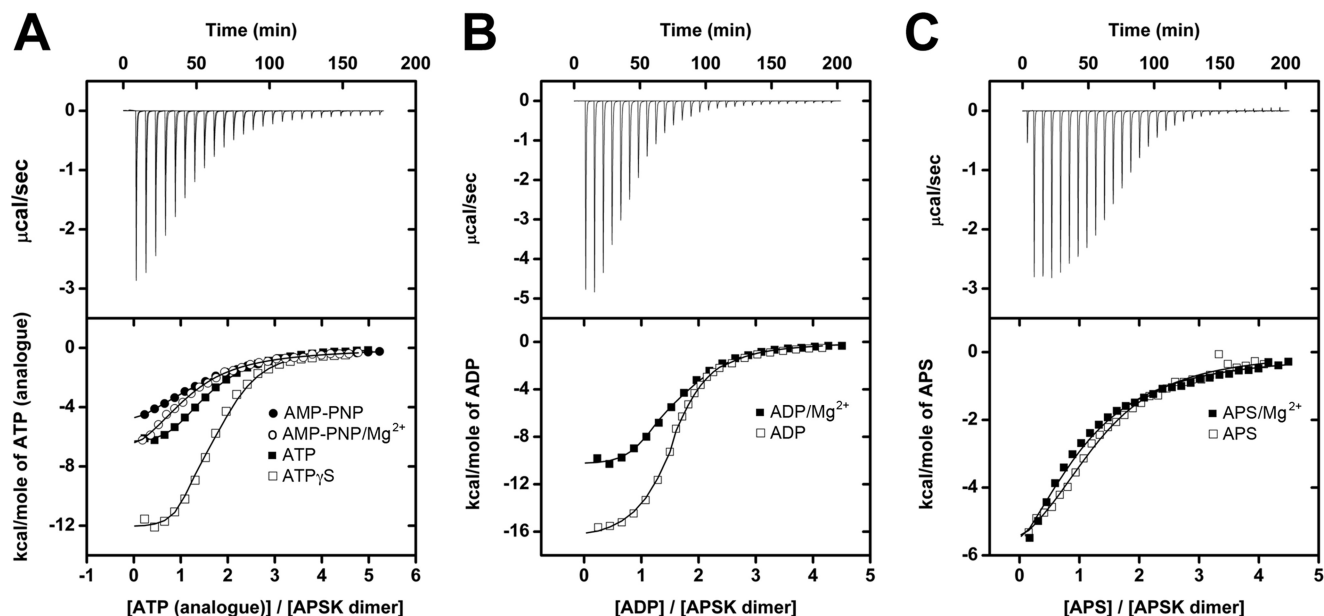 A
Time (min)
0 50 100 150 200
0
-1
-2
-3
μcal/sec
0
-4
-8
-12
kcal/mole of ATP (analogue)
AMP-PNP
AMP-PNP/Mg2+
ATP
ATPγS
-1 0 1 2 3 4 5 6
[ATP (analogue)] / [APSK dimer]
B
Time (min)
0 50 100 150 200
0
-1
-2
-3
-4
-5
μcal/sec
0
-4
-8
-12
-16
kcal/mole of ADP
ADP/Mg2+
ADP
0 1 2 3 4 5
[ADP] / [APSK dimer]
C
Time (min)
0 50 100 150 200
0
-1
-2
-3
μcal/sec
0
-2
-4
-6
kcal/mole of APS
APS/Mg2+
APS
0 1 2 3 4 5
[APS] / [APSK dimer]